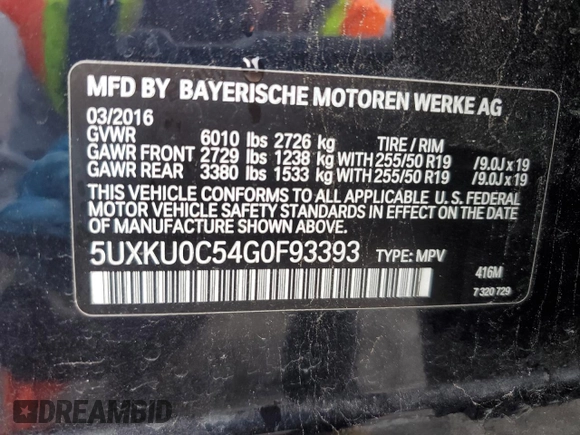 MFD BY BAYERISCHE MOTOREN WERKE AG
03/2016
GVWR 6010 lbs 2726 kg TIRE / RIM
GAWR FRONT 2729 lbs 1238 kg WITH 255/50 R19 /9.0J x 19
GAWR REAR 3380 lbs 1533 kg WITH 255/50 R19 /9.0J x 19
THIS VEHICLE CONFORMS TO ALL APPLICABLE U.S. FEDERAL
MOTOR VEHICLE SAFETY STANDARDS IN EFFECT ON THE DATE
OF MANUFACTURE SHOWN ABOVE.
5UXKU0C54G0F93393 TYPE: MPV 416M
7 320 729
DREAMBID